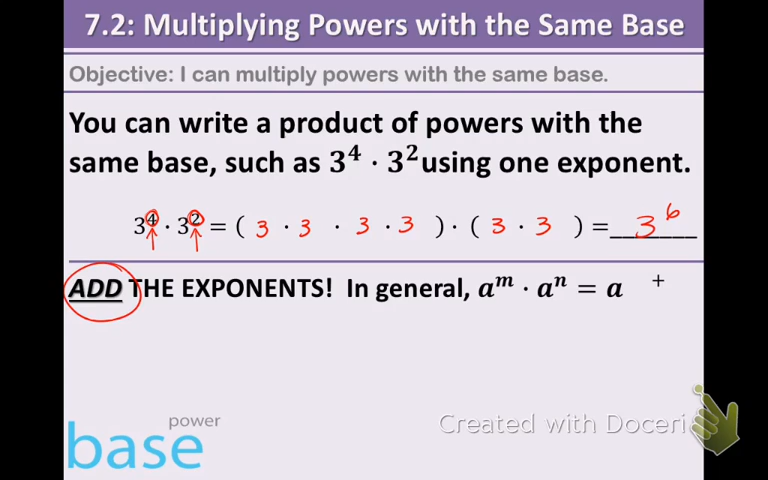 7.2: Multiplying Powers with the Same Base
Objective: I can multiply powers with the same base.
You can write a product of powers with the
same base, such as 3⁴ · 3² using one exponent.
3⁴ · 3² = ( 3 · 3 · 3 · 3 ) · ( 3 · 3 ) = 3⁶
ADD THE EXPONENTS! In general, aᵐ · aⁿ = a +
power
base
Created with Doceri